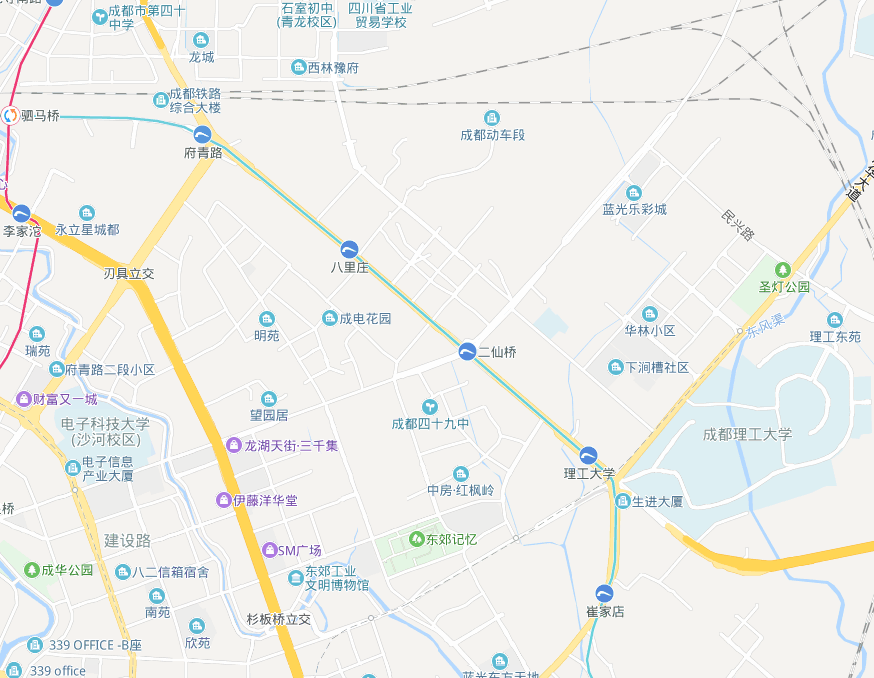 成都市第四十
中学
石室初中
(青龙校区)
四川省工业
贸易学校
龙城
西林豫府
成都铁路
综合大楼
驷马桥
府青路
成都动车段
蓝光乐彩城
民兴路
华大道
心
李家沱
永立星城都
刃具立交
八里庄
圣灯公园
东风渠
理工东苑
瑞苑
明苑
成电花园
华林小区
二仙桥
下涧槽社区
府青路二段小区
财富又一城
望园居
成都四十九中
电子科技大学
(沙河校区)
成都理工大学
龙湖天街·三千集
电子信息
产业大厦
理工大学
中房·红枫岭
伊藤洋华堂
生进大厦
桥
建设路
东郊记忆
SM广场
成华公园
八二信箱宿舍
东郊工业
文明博物馆
南苑
崔家店
杉板桥立交
欣苑
339 OFFICE -B座
339 office
蓝光东方天地